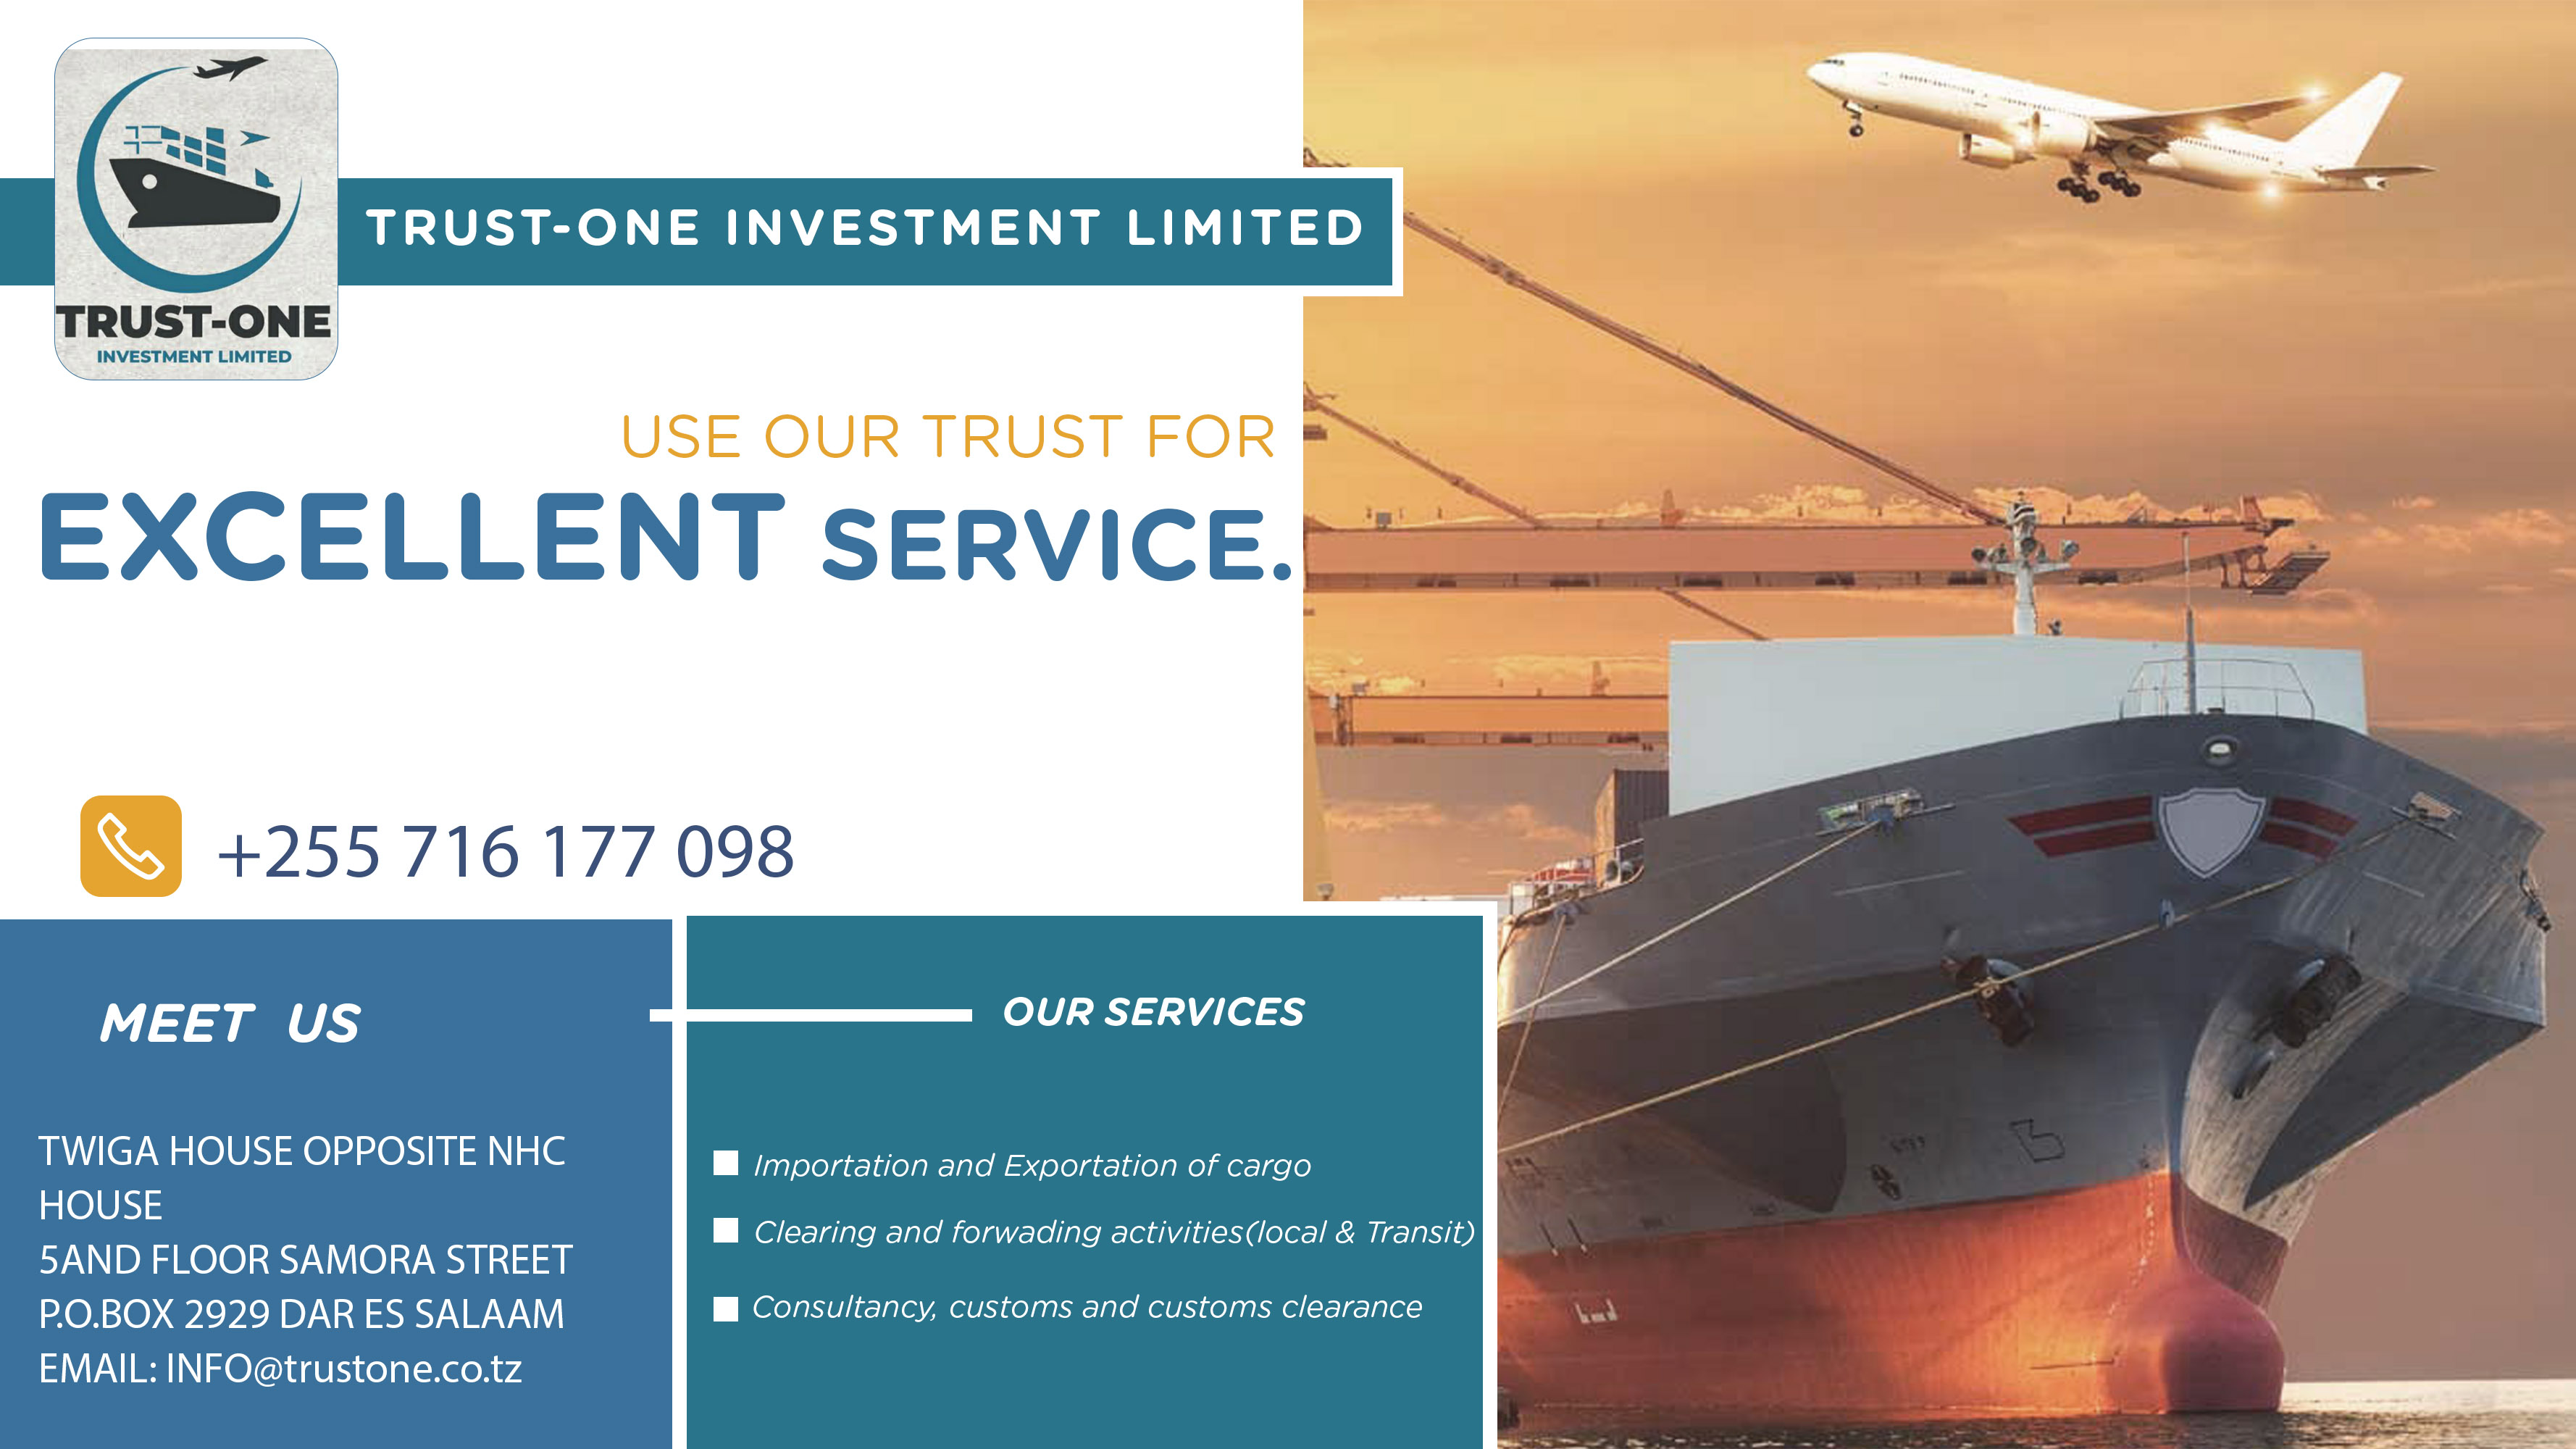 TRUST-ONE
INVESTMENT LIMITED
TRUST-ONE INVESTMENT LIMITED
USE OUR TRUST FOR
EXCELLENT SERVICE.
+255 716 177 098
MEET US
TWIGA HOUSE OPPOSITE NHC
HOUSE
5AND FLOOR SAMORA STREET
P.O.BOX 2929 DAR ES SALAAM
EMAIL: INFO@trustone.co.tz
OUR SERVICES
Importation and Exportation of cargo
Clearing and forwading activities(local & Transit)
Consultancy, customs and customs clearance